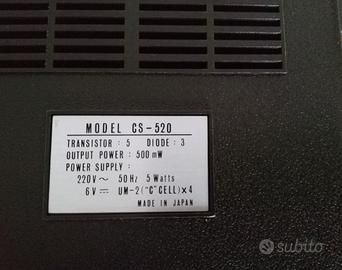 MODEL CS-520
TRANSISTOR : 5 DIODE : 3
OUTPUT POWER : 500 mW
POWER SUPPLY :
220V ~ 50Hz 5 Watts
6V ⎓ UM-2 ("C" CELL) x 4
MADE IN JAPAN
subito